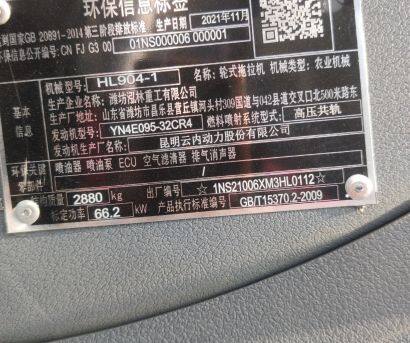 环保信息标签
达到国家GB 20891-2014 第三阶段排放标准 生产日期 2021年11月
信息公开编号: CN FJ G3 00 01NS000006 000001
机械型号: HL904-1 机械名称: 轮式拖拉机 机械类型: 农业机械
生产企业名称: 潍坊泓林重工有限公司
基本信息
生产厂地址: 山东省潍坊市昌乐县营丘镇河头村309国道与042县道交叉口北500米路东
发动机型号: YN4E095-32CR4 燃料喷射系统型式: 高压共轨
发动机生产厂名称: 昆明云内动力股份有限公司
环保关键零部件
喷油器 喷油泵 ECU 空气滤清器 排气消声器
/
结构质量: 2880 kg 出厂编号: ☆1NS21006XM3HL0112☆
标定功率: 66.2 kW 产品执行标准编号: GB/T15370.2-2009